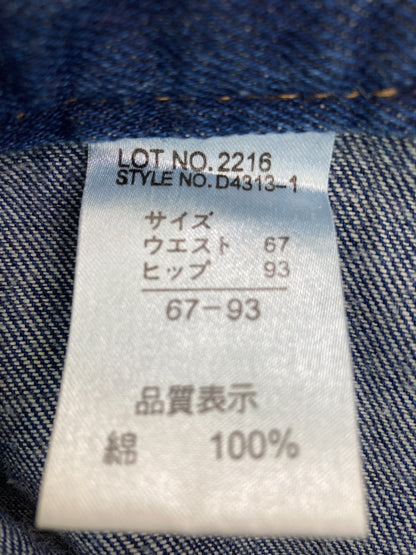 LOT NO.2216
STYLE NO.D4313-1
サイズ
ウエスト 67
ヒップ 93
67-93
品質表示
綿 100%